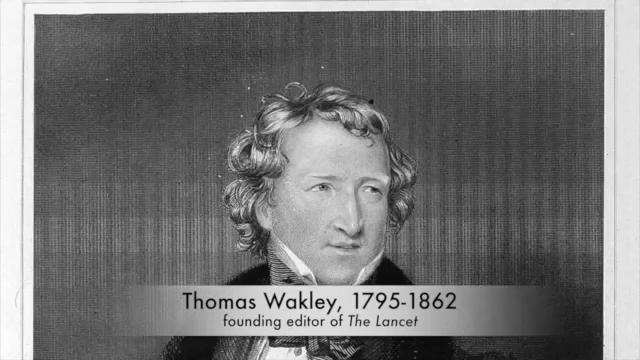 Thomas Wakley, 1795-1862
founding editor of The Lancet